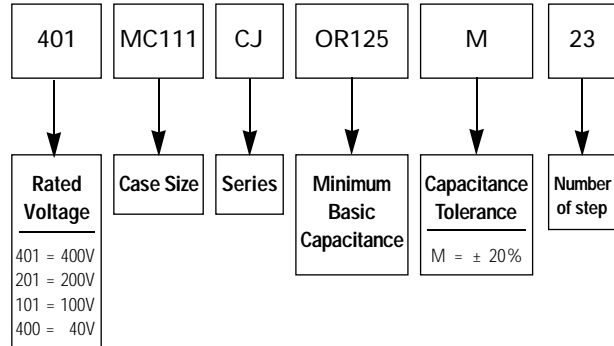 401 MC111 CJ OR125 M 23
Rated
Voltage
401 = 400V
201 = 200V
101 = 100V
400 = 40V
Case Size
Series
Minimum
Basic
Capacitance
Capacitance
Tolerance
M = ± 20%
Number
of step